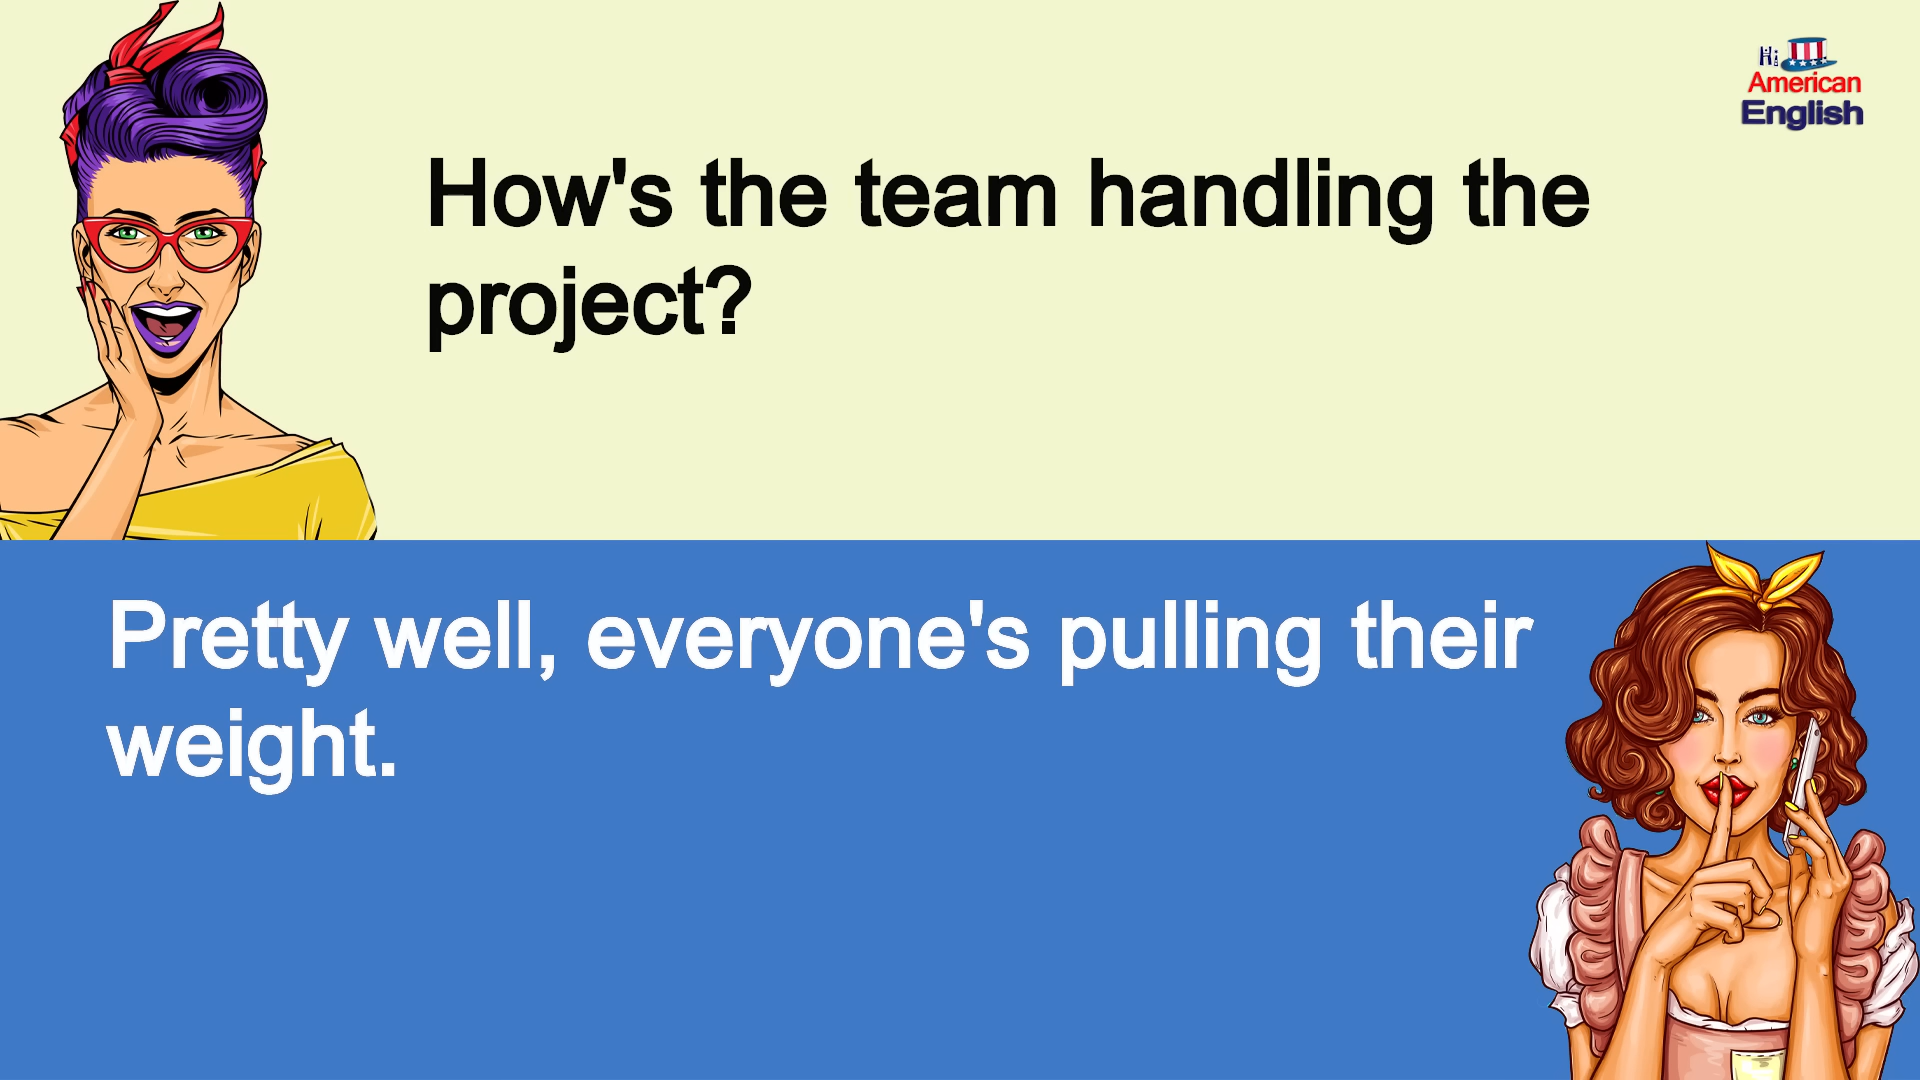 Hi
American
English
How's the team handling the
project?
Pretty well, everyone's pulling their
weight.